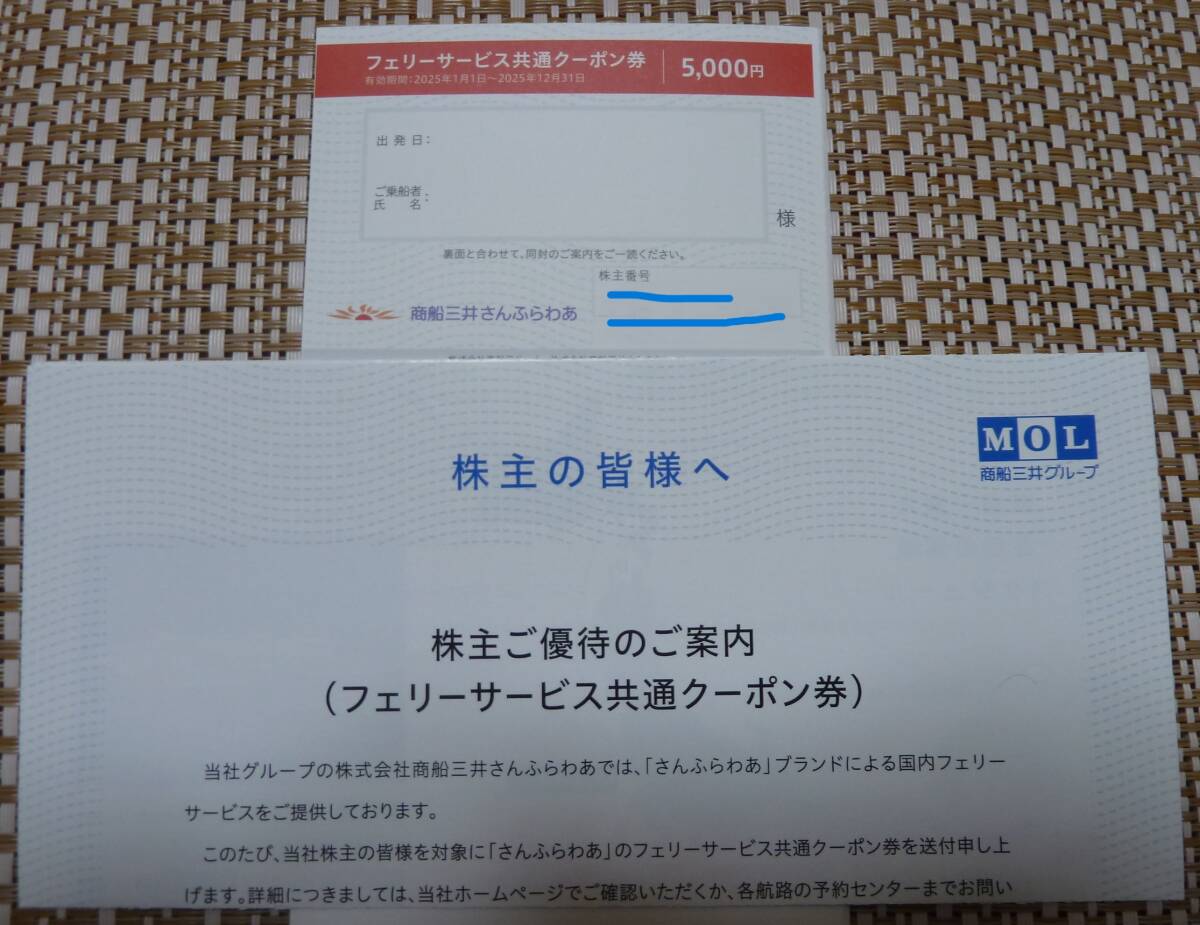 フェリーサービス共通クーポン券 5,000円
有効期間:2025年1月1日~2025年12月31日
出発日:
ご乗船者
氏 名:
様
裏面と合わせて、同封のご案内をご一読ください。
株主番号
商船三井さんふらわあ
MOL
商船三井グループ
株主の皆様へ
株主ご優待のご案内
(フェリーサービス共通クーポン券)
当社グループの株式会社商船三井さんふらわあでは、「さんふらわあ」ブランドによる国内フェリー
サービスをご提供しております。
このたび、当社株主の皆様を対象に「さんふらわあ」のフェリーサービス共通クーポン券を送付申し上
げます。詳細につきましては、当社ホームページでご確認いただくか、各航路の予約センターまでお問い